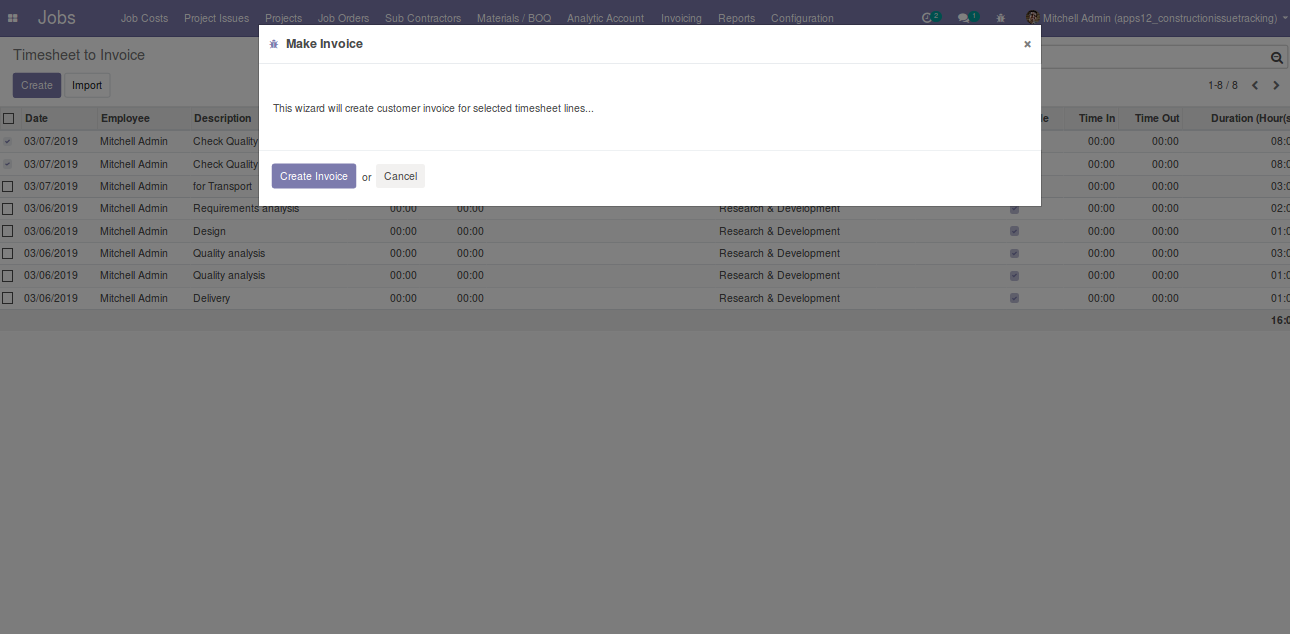 Jobs Job Costs Project Issues Projects Job Orders Sub Contractors Materials / BOQ Analytic Account Invoicing Reports Configuration 2 1 Mitchell Admin (apps12_constructionissuetracking)
Make Invoice ×
Timesheet to Invoice
Create Import 1-8 / 8
This wizard will create customer invoice for selected timesheet lines...
Date Employee Description le Time In Time Out Duration (Hour(s
03/07/2019 Mitchell Admin Check Quality 00:00 00:00 08:0
03/07/2019 Mitchell Admin Check Quality 00:00 00:00 08:0
Create Invoice or Cancel
03/07/2019 Mitchell Admin for Transport 00:00 00:00 03:0
03/06/2019 Mitchell Admin Requirements analysis 00:00 00:00 Research & Development 00:00 00:00 02:0
03/06/2019 Mitchell Admin Design 00:00 00:00 Research & Development 00:00 00:00 01:0
03/06/2019 Mitchell Admin Quality analysis 00:00 00:00 Research & Development 00:00 00:00 03:0
03/06/2019 Mitchell Admin Quality analysis 00:00 00:00 Research & Development 00:00 00:00 01:0
03/06/2019 Mitchell Admin Delivery 00:00 00:00 Research & Development 00:00 00:00 01:0
16:0